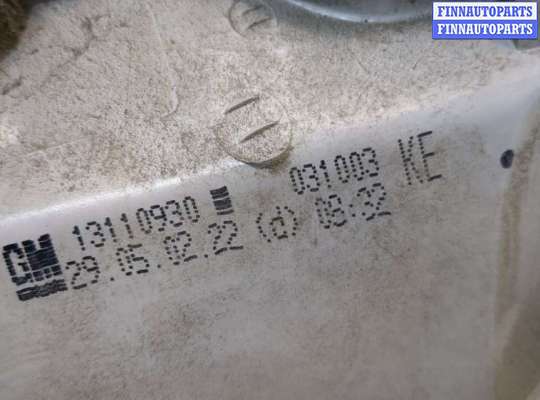 FINNAUTOPARTS
FINNAUTOPARTS
GM 13110930 031003 KE
29.05.02.22 (d) 08:32